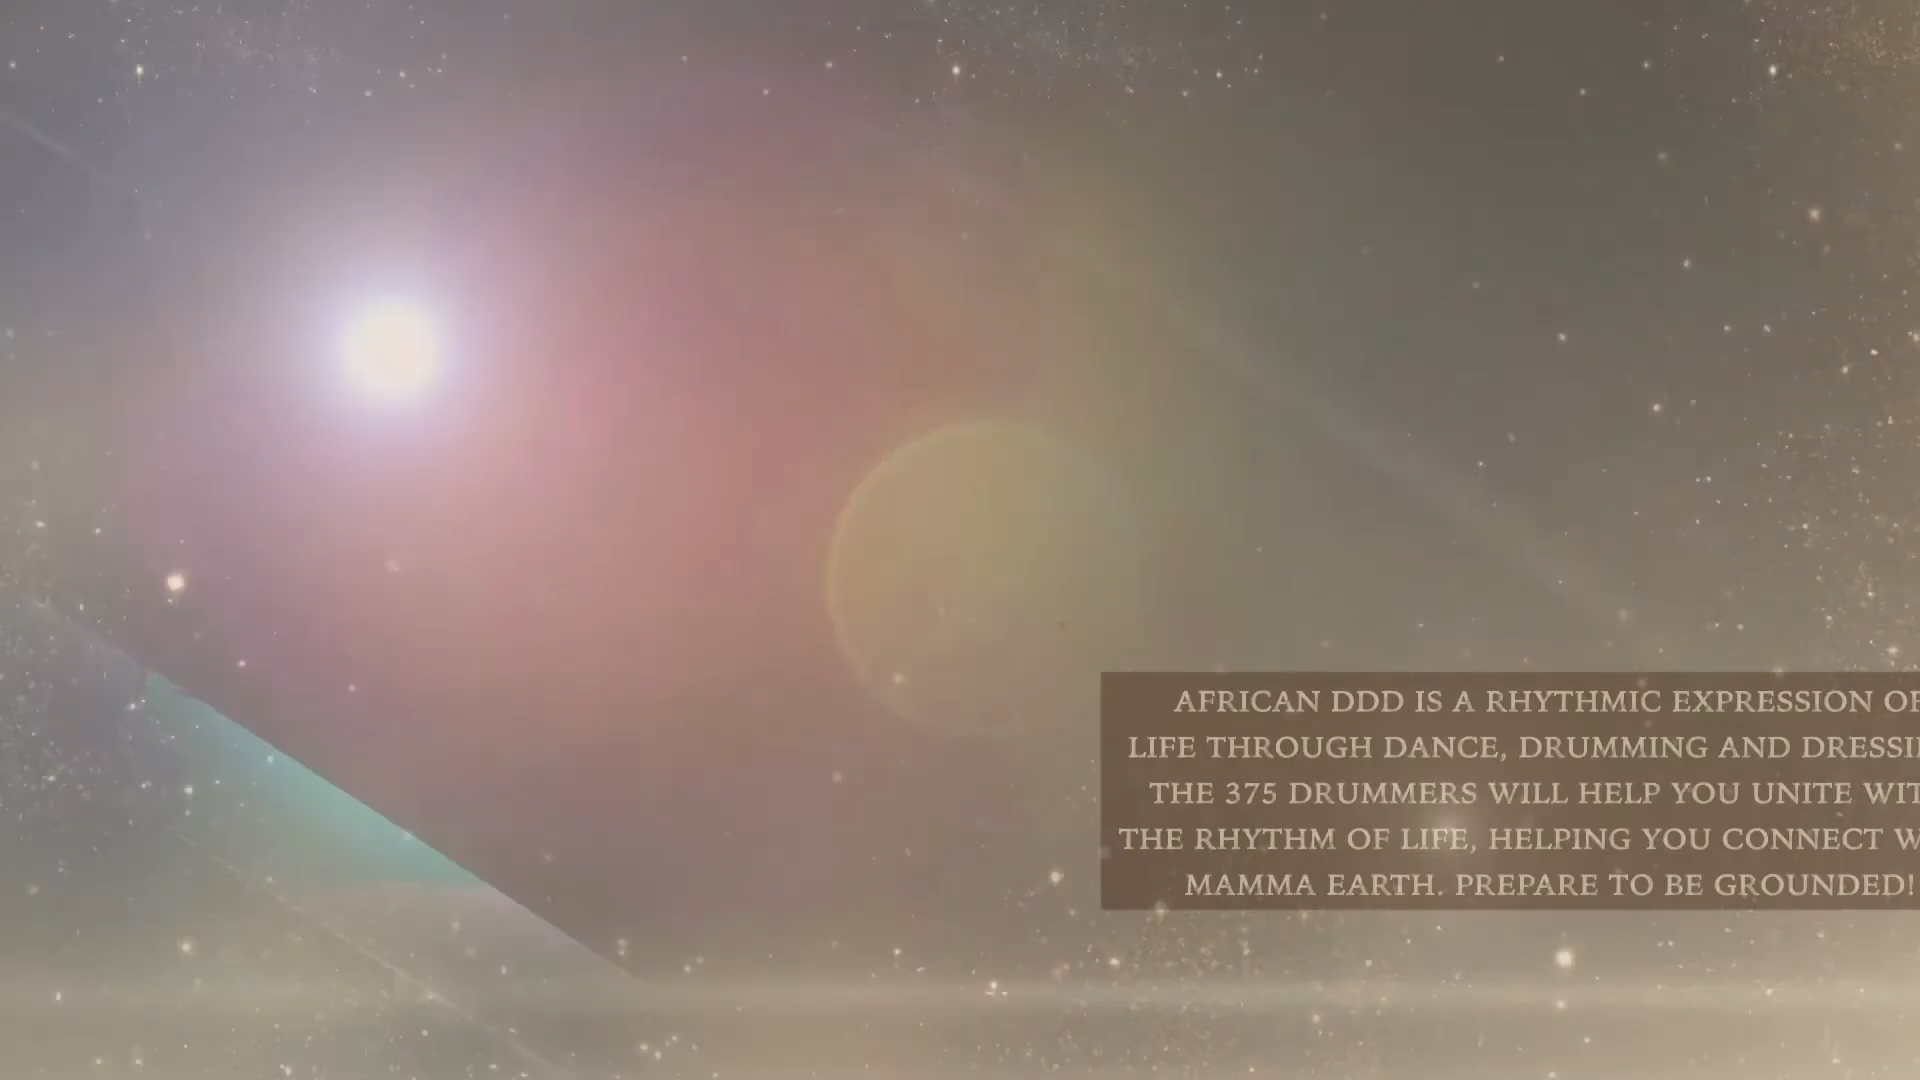 AFRICAN DDD IS A RHYTHMIC EXPRESSION OF
LIFE THROUGH DANCE, DRUMMING AND
THE 375 DRUMMERS WILL HELP YOU UNITE
THE RHYTHM OF LIFE, HELPING YOU CONNECT
MAMMA EARTH. PREPARE TO BE GROUNDED!